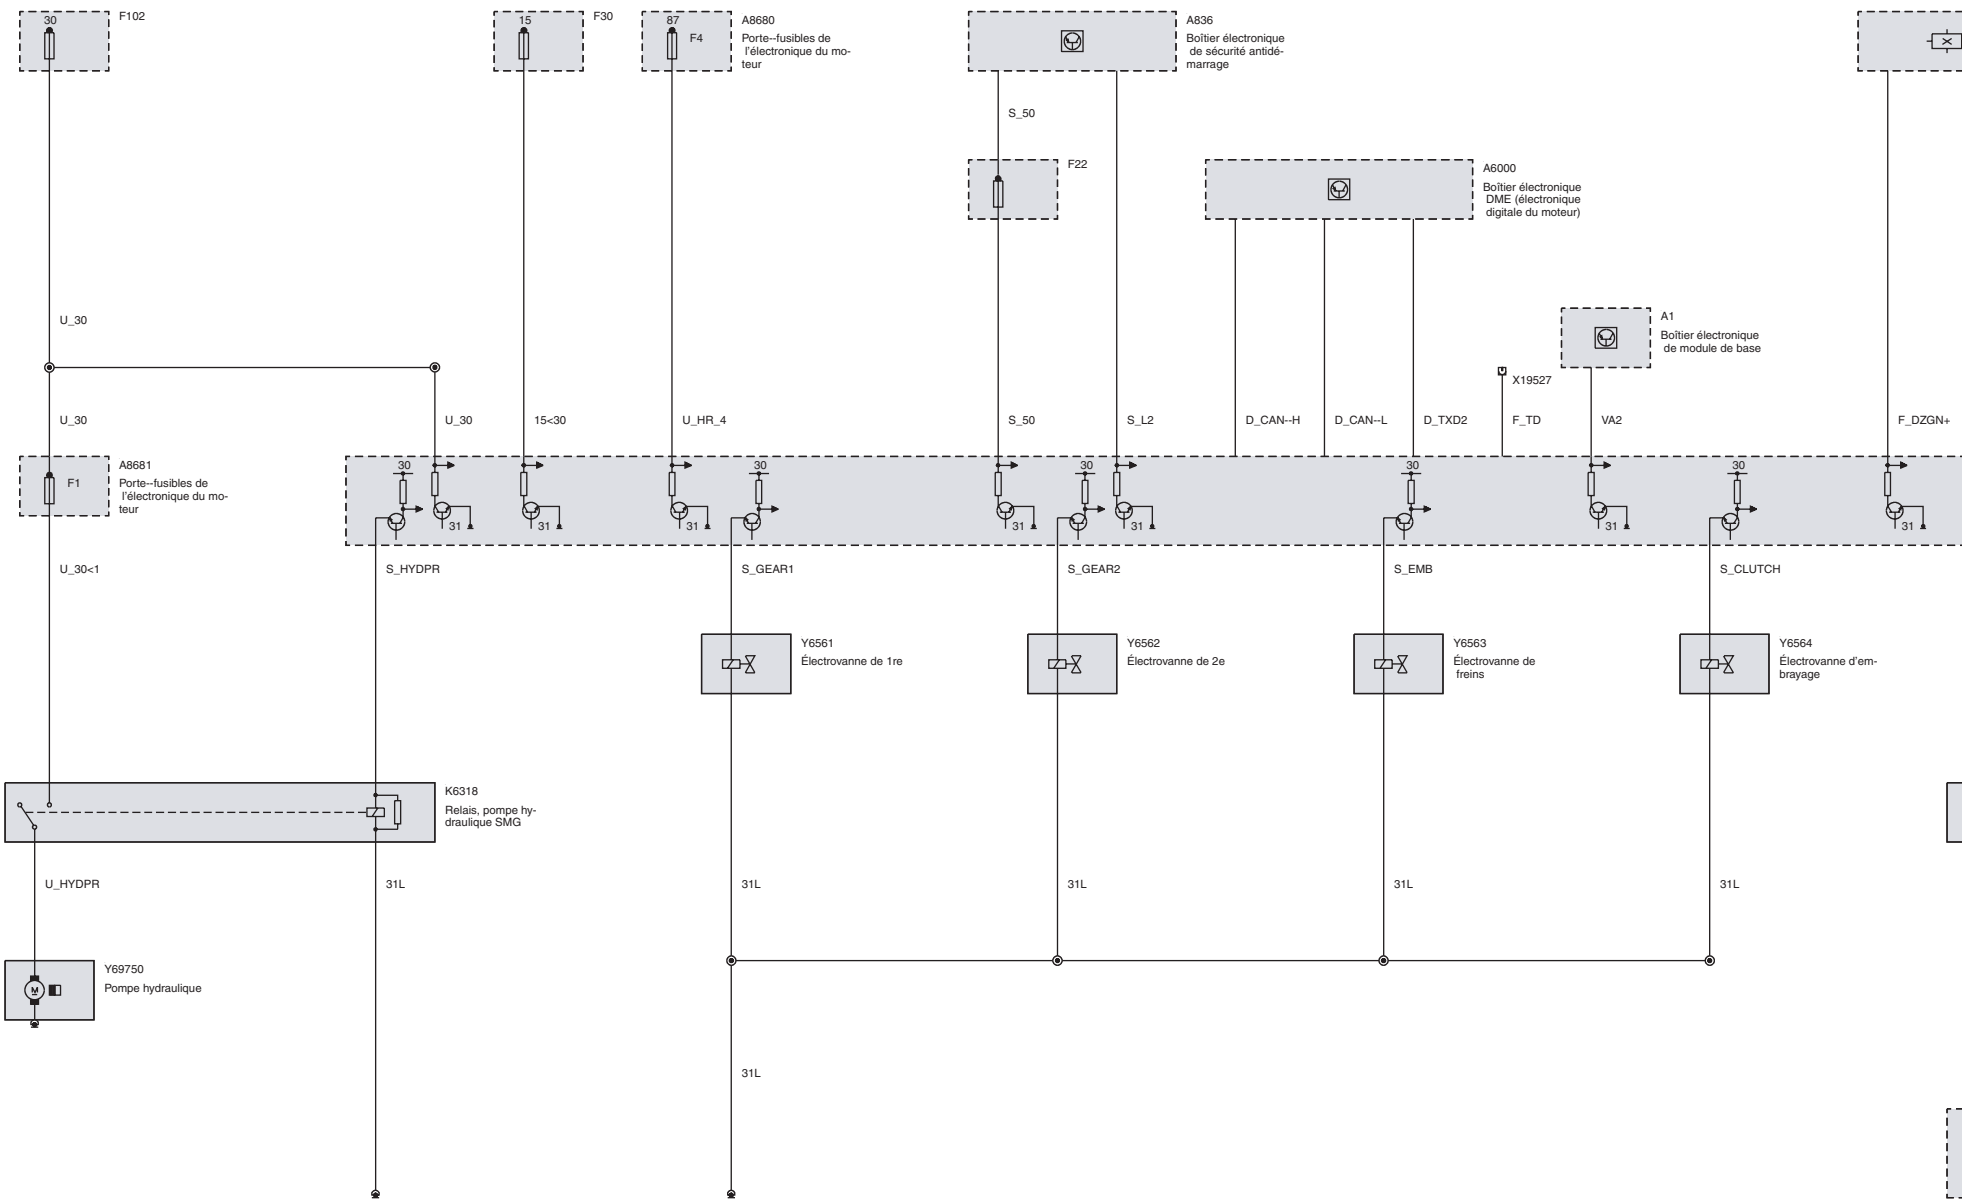 30
F102
15
F30
87
F4
A8680
Porte--fusibles de
l'électronique du mo-
teur
A836
Boîtier électronique
de sécurité antidé-
marrage
S_50
F22
A6000
Boîtier électronique
DME (électronique
digitale du moteur)
U_30
A1
Boîtier électronique
de module de base
X19527
U_30
U_30
15<30
U_HR_4
S_50
S_L2
D_CAN--H
D_CAN--L
D_TXD2
F_TD
VA2
F_DZGN+
F1
A8681
Porte--fusibles de
l'électronique du mo-
teur
30
30
30
30
30
31
31
31
31
31
31
31
U_30<1
S_HYDPR
S_GEAR1
S_GEAR2
S_EMB
S_CLUTCH
Y6561
Électrovanne de 1re
Y6562
Électrovanne de 2e
Y6563
Électrovanne de
freins
Y6564
Électrovanne d'em-
brayage
K6318
Relais, pompe hy-
draulique SMG
U_HYDPR
31L
31L
31L
31L
31L
M
Y69750
Pompe hydraulique
31L